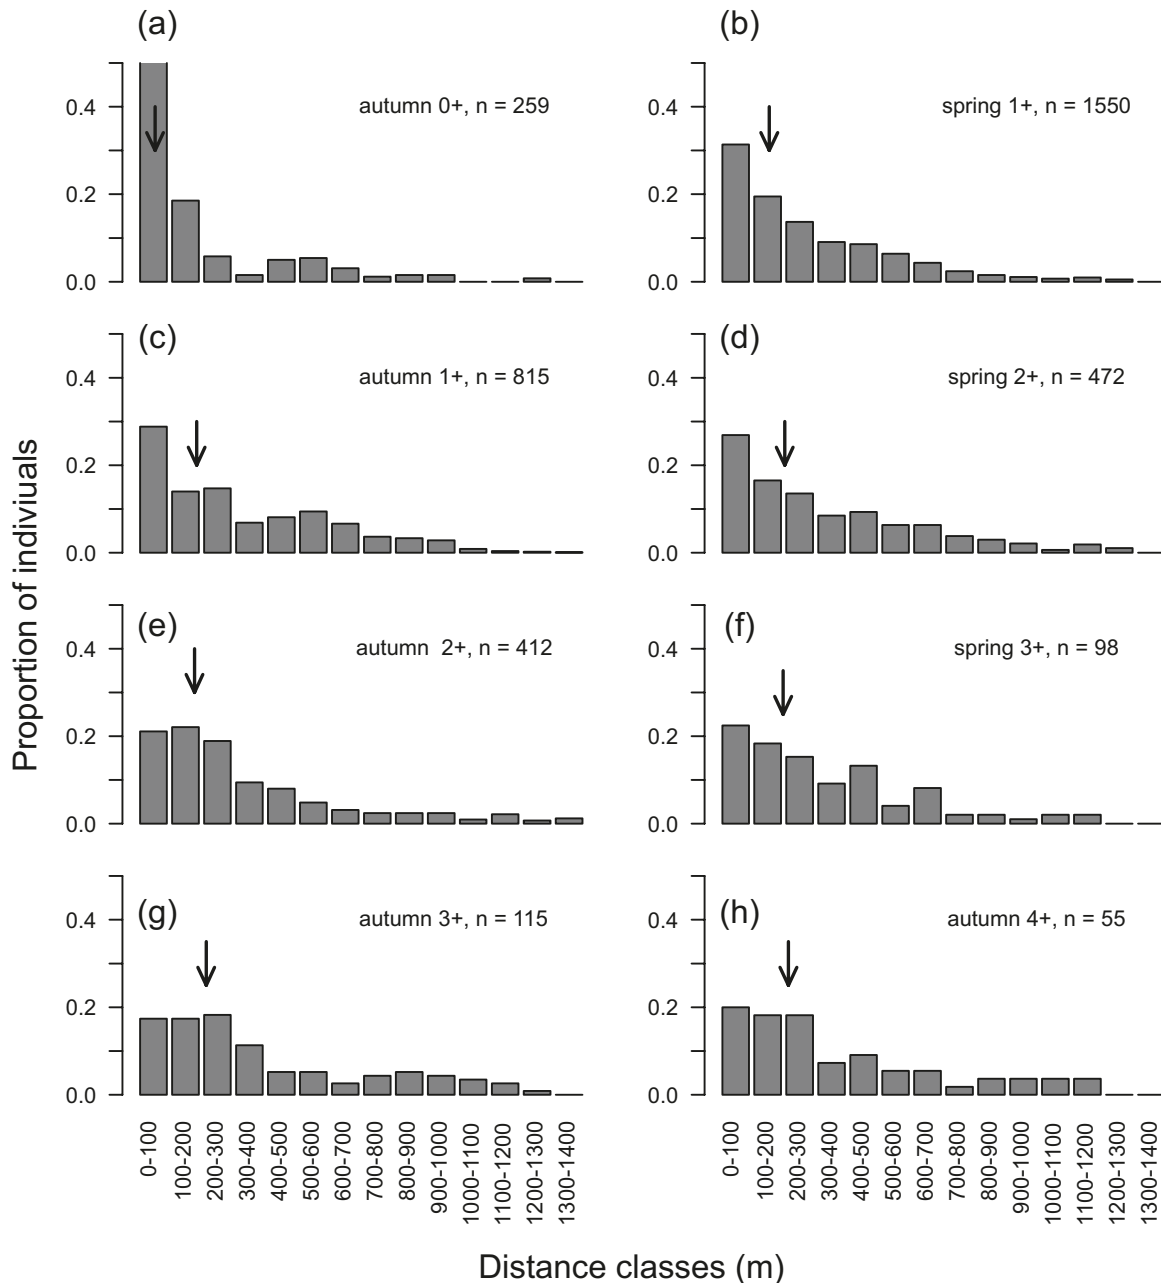 (a)
autumn 0+, n = 259
0.4
0.2
0.0
(b)
spring 1+, n = 1550
0.4
0.2
0.0
(c)
autumn 1+, n = 815
0.4
0.2
0.0
(d)
spring 2+, n = 472
0.4
0.2
0.0
(e)
autumn 2+, n = 412
0.4
0.2
0.0
(f)
spring 3+, n = 98
0.4
0.2
0.0
(g)
autumn 3+, n = 115
0.4
0.2
0.0
(h)
autumn 4+, n = 55
0.4
0.2
0.0
Proportion of indiviuals
0-100
100-200
200-300
300-400
400-500
500-600
600-700
700-800
800-900
900-1000
1000-1100
1100-1200
1200-1300
1300-1400
0-100
100-200
200-300
300-400
400-500
500-600
600-700
700-800
800-900
900-1000
1000-1100
1100-1200
1200-1300
1300-1400
Distance classes (m)